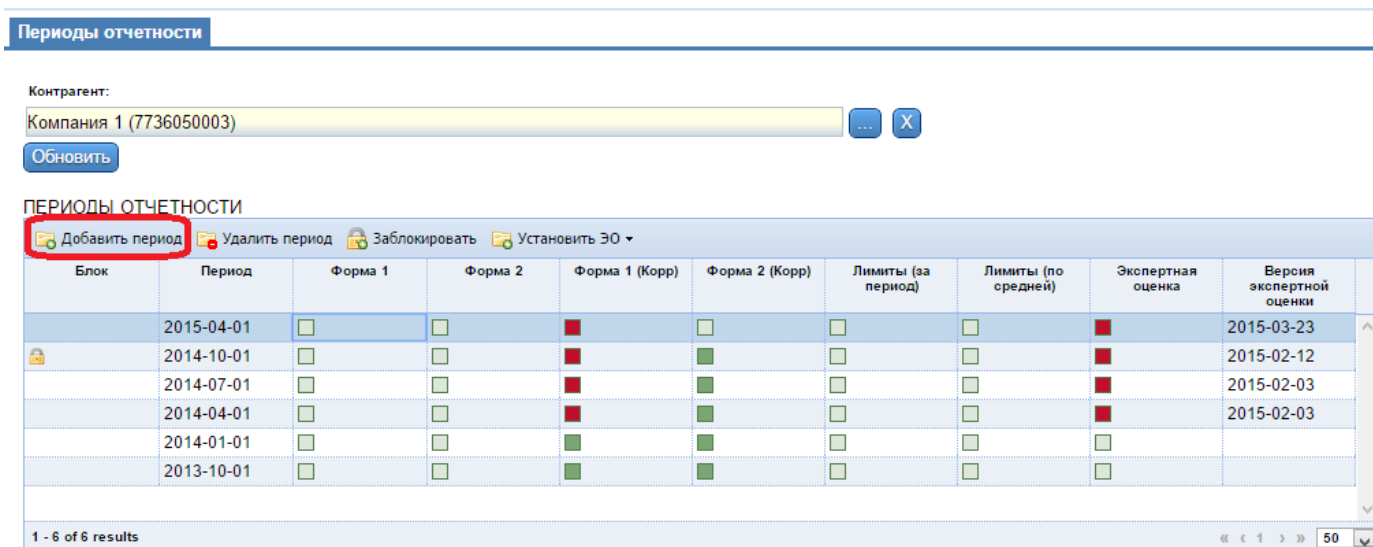 Периоды отчетности
Контрагент:
Компания 1 (7736050003)
... X
Обновить
ПЕРИОДЫ ОТЧЕТНОСТИ
Добавить период Удалить период Заблокировать Установить ЭО
Блок Период Форма 1 Форма 2 Форма 1 (Корр) Форма 2 (Корр) Лимиты (за период) Лимиты (по средней) Экспертная оценка Версия экспертной оценки
2015-04-01 2015-03-23
2014-10-01 2015-02-12
2014-07-01 2015-02-03
2014-04-01 2015-02-03
2014-01-01
2013-10-01
1 - 6 of 6 results « ‹ 1 › » 50